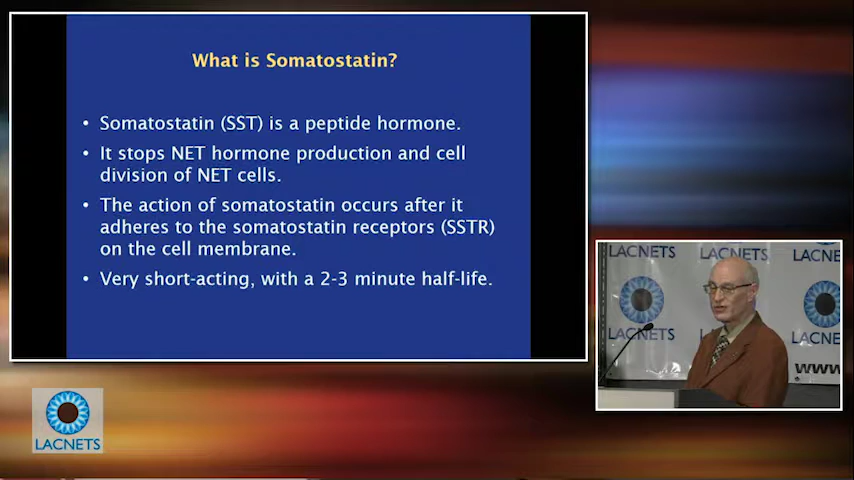 What is Somatostatin?
• Somatostatin (SST) is a peptide hormone.
• It stops NET hormone production and cell
division of NET cells.
• The action of somatostatin occurs after it
adheres to the somatostatin receptors (SSTR)
on the cell membrane.
• Very short-acting, with a 2-3 minute half-life.
LACNETS
LACNETS
LACNETS
LACNETS
LACNE
www
LACNETS